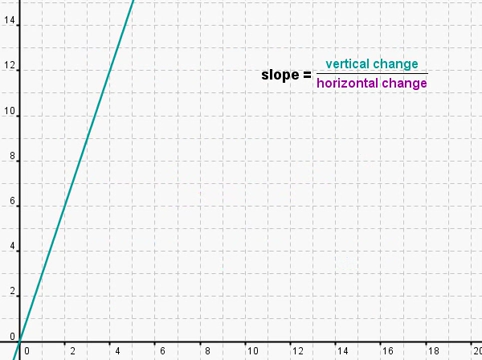 14
12
slope = vertical change
horizontal change
10
8
6
4
2
0
0 2 4 6 8 10 12 14 16 18 20